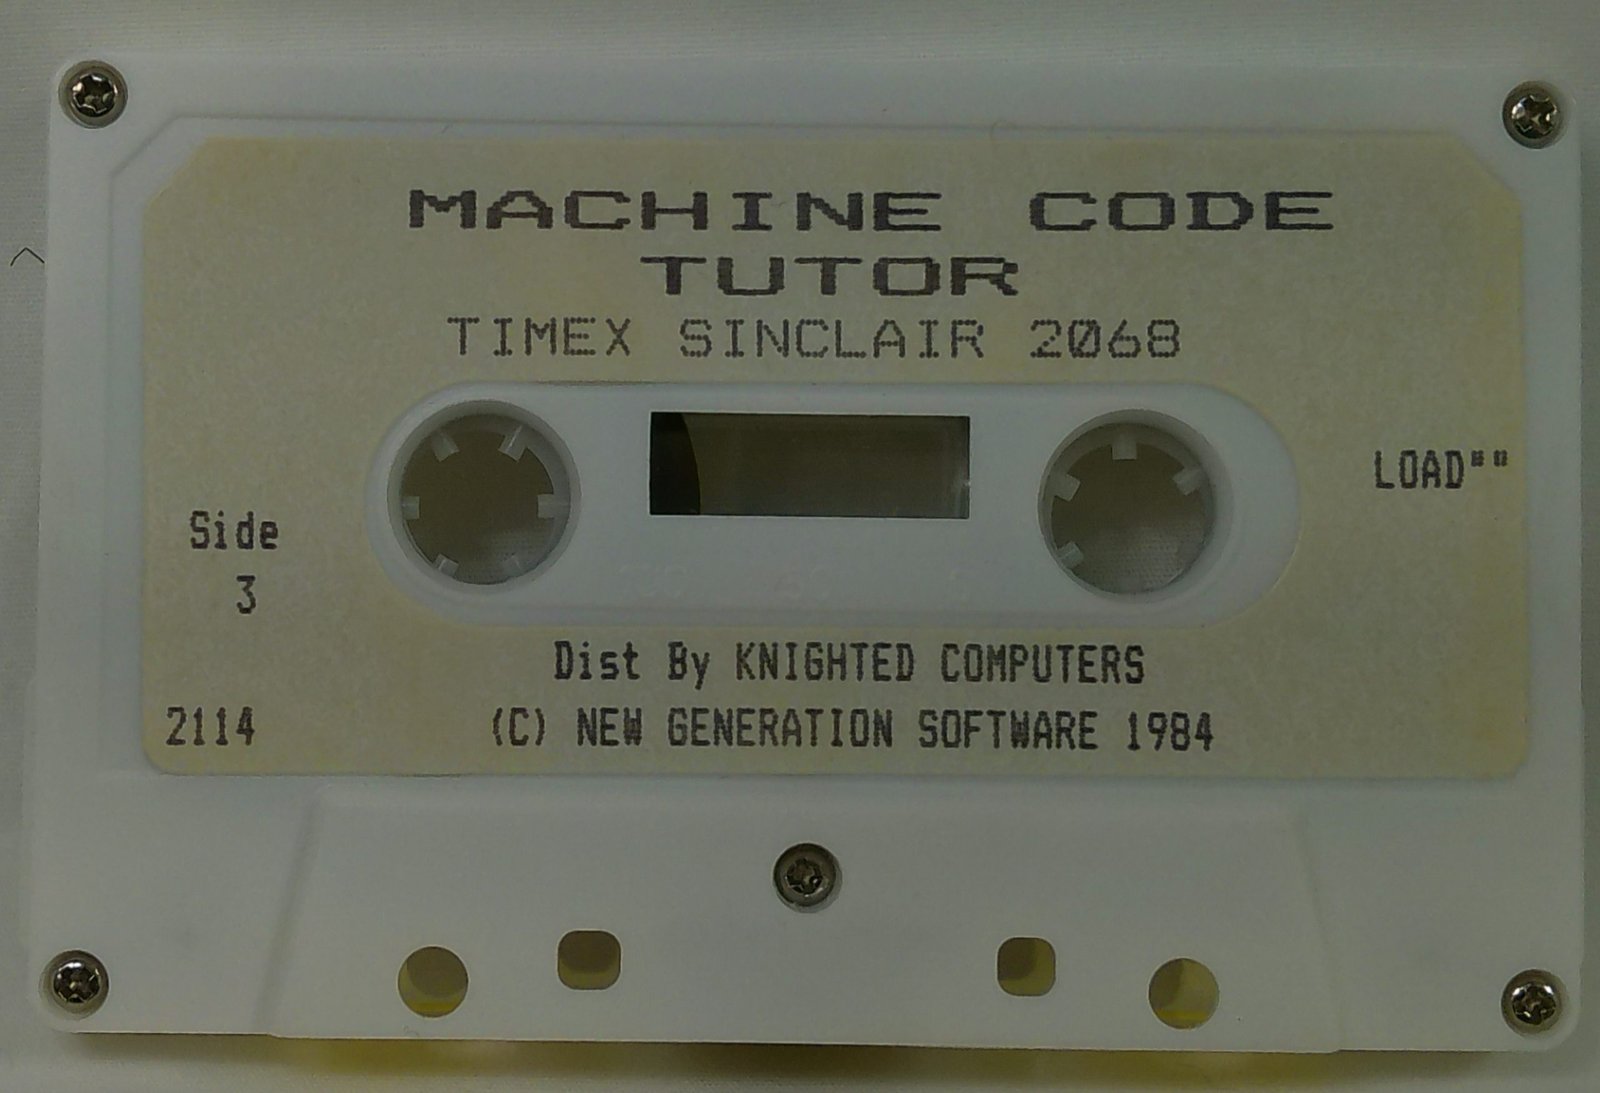 MACHINE CODE
TUTOR
TIMEX SINCLAIR 2068
LOAD""
Side
3
Dist By KNIGHTED COMPUTERS
2114
(C) NEW GENERATION SOFTWARE 1984